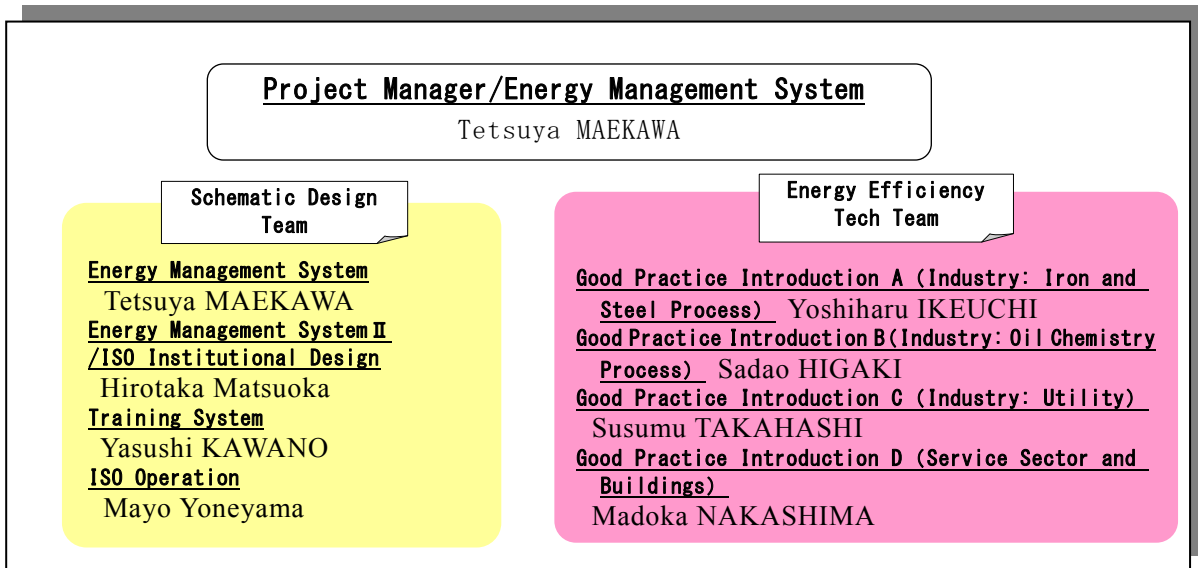 Project Manager/Energy Management System
Tetsuya MAEKAWA
Schematic Design
Team
Energy Management System
Tetsuya MAEKAWA
Energy Management SystemⅡ
/ISO Institutional Design
Hirotaka Matsuoka
Training System
Yasushi KAWANO
ISO Operation
Mayo Yoneyama
Energy Efficiency
Tech Team
Good Practice Introduction A (Industry: Iron and
Steel Process) Yoshiharu IKEUCHI
Good Practice Introduction B(Industry: Oil Chemistry
Process) Sadao HIGAKI
Good Practice Introduction C (Industry: Utility)
Susumu TAKAHASHI
Good Practice Introduction D (Service Sector and
Buildings)
Madoka NAKASHIMA